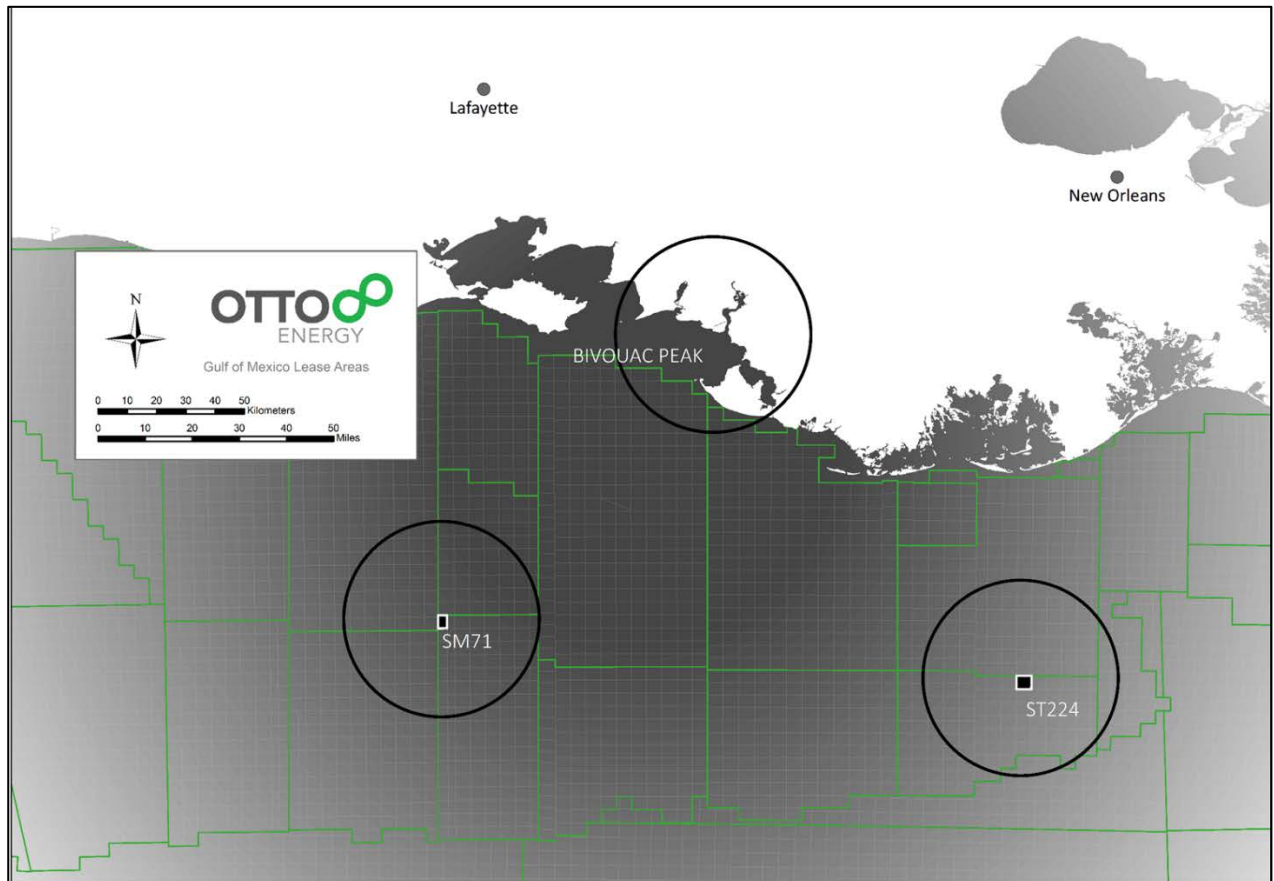 Lafayette
New Orleans
N
OTTO
ENERGY
Gulf of Mexico Lease Areas
0 10 20 30 40 50
Kilometers
0 10 20 30 40 50
Miles
BIVOUAC PEAK
SM71
ST224